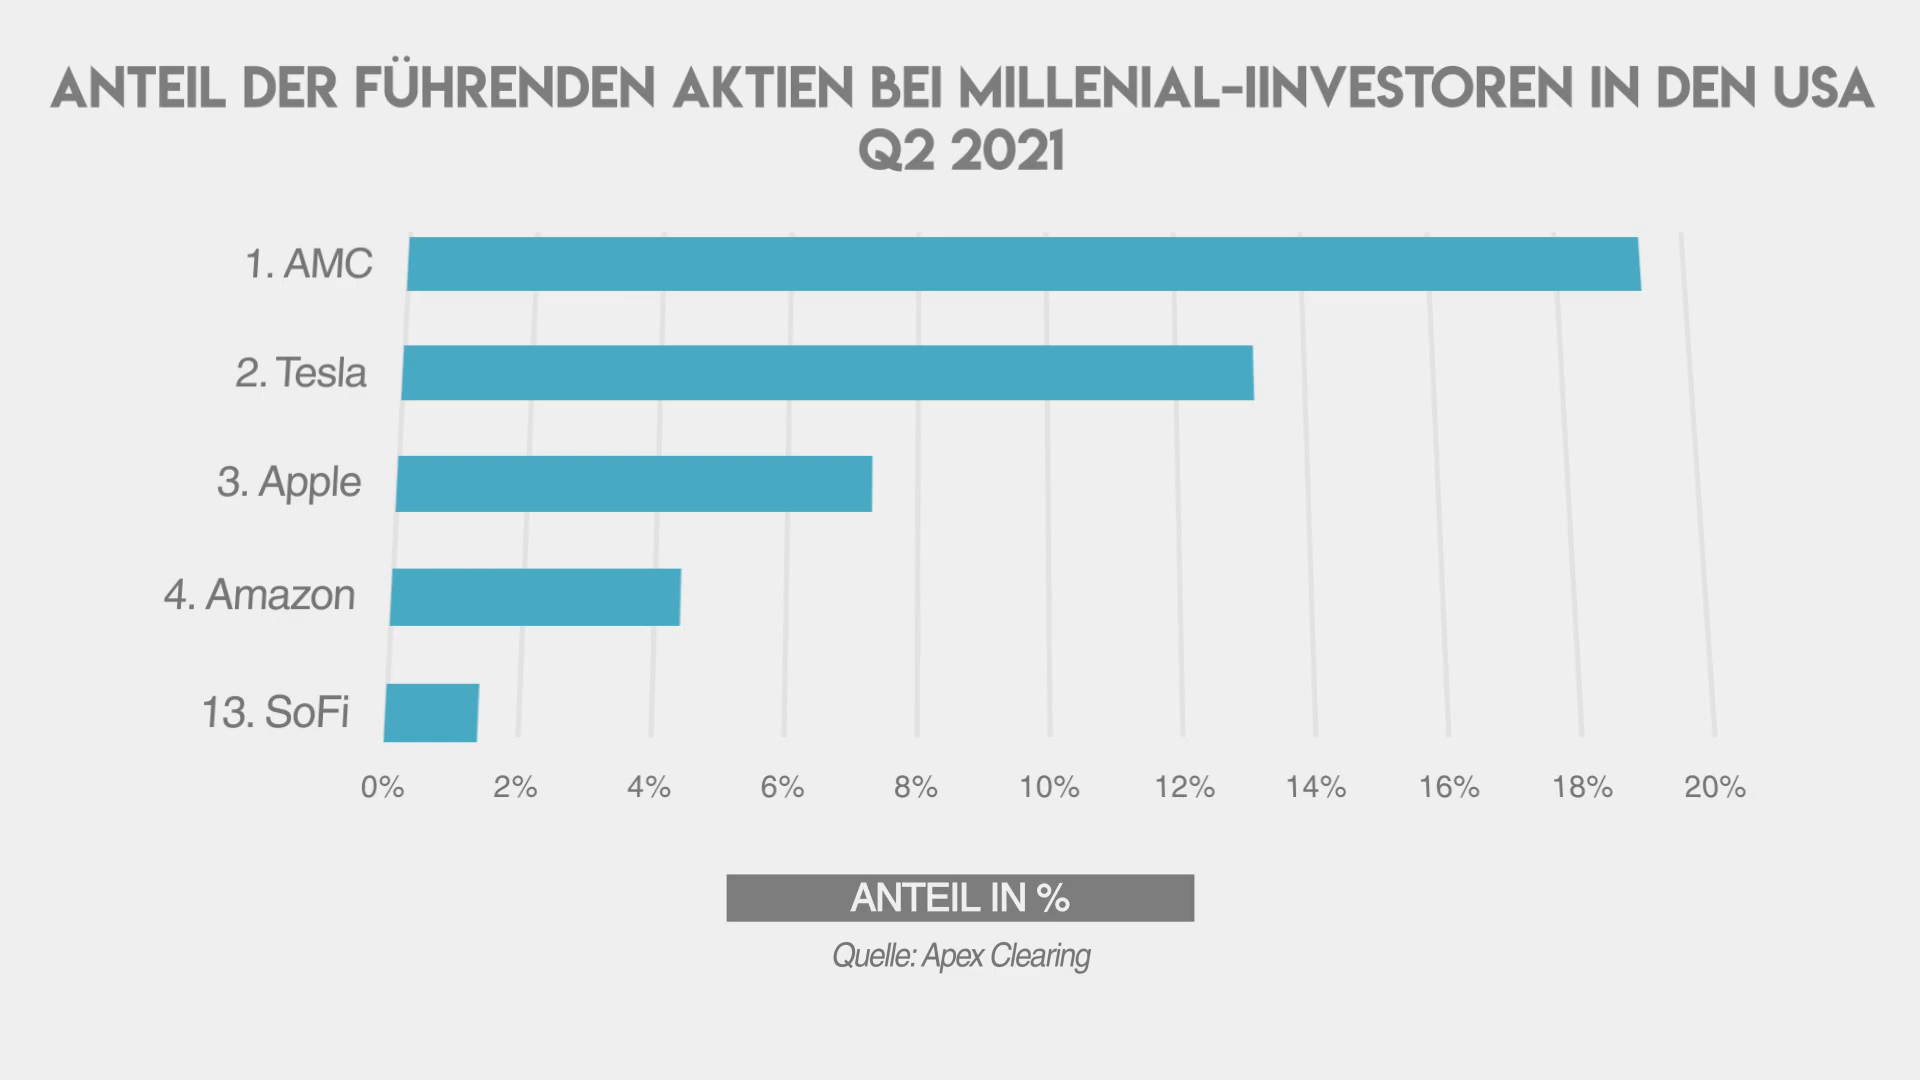 ANTEIL DER FÜHRENDEN AKTIEN BEI MILLENIAL-IINVESTOREN IN DEN USA
Q2 2021
1. AMC
2. Tesla
3. Apple
4. Amazon
13. SoFi
0% 2% 4% 6% 8% 10% 12% 14% 16% 18% 20%
ANTEIL IN %
Quelle: Apex Clearing